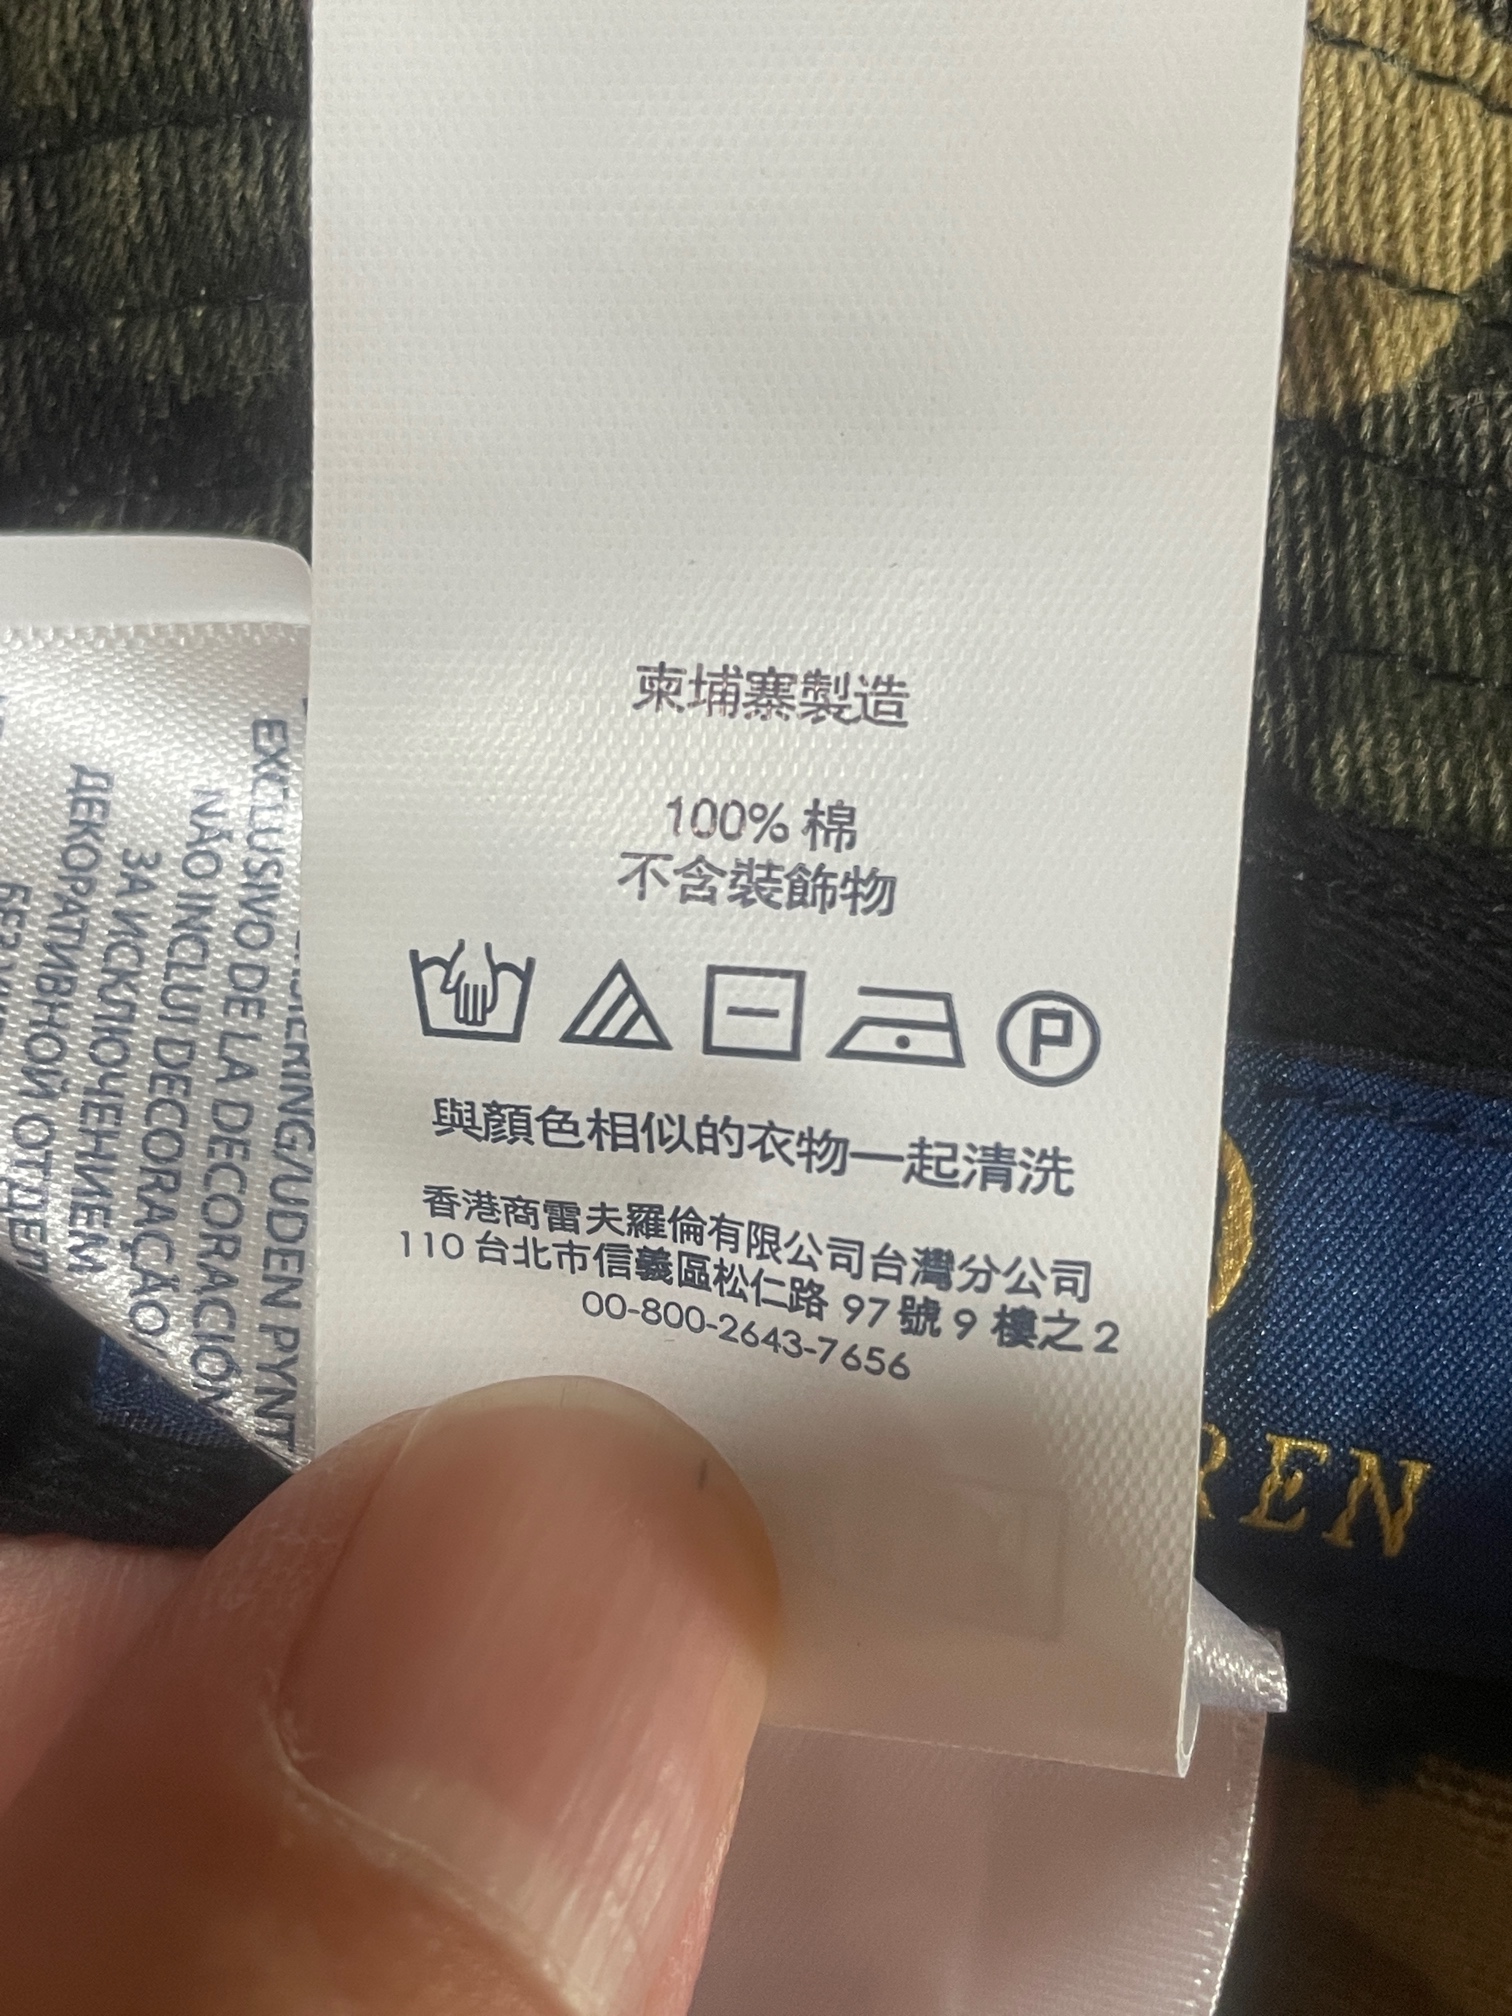 柬埔寨製造
100% 棉
不含裝飾物
P
與顏色相似的衣物一起清洗
香港商雷夫羅倫有限公司台灣分公司
110 台北市信義區松仁路 97 號 9 樓之 2
00-800-2643-7656
UDEN PYNT
EXCLUSIVO DE LA DECORACIÓN
NÃO INCLUI DECORAÇÃO
ЗА ИСКЛЮЧЕНИЕМ
ДЕКОРАТИВНОЙ ОТДЕЛ
REN